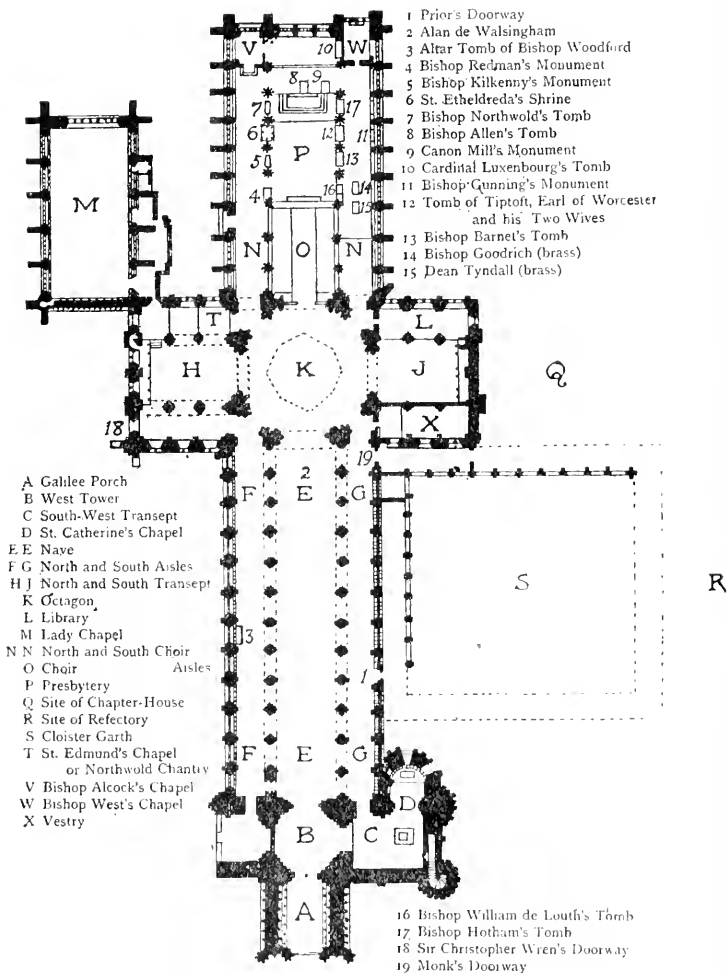 1 Prior's Doorway
2 Alan de Walsingham
3 Altar Tomb of Bishop Woodford
4 Bishop Redman's Monument
5 Bishop Kilkenny's Monument
6 St. Etheldreda's Shrine
7 Bishop Northwold's Tomb
8 Bishop Allen's Tomb
9 Canon Mill's Monument
10 Cardinal Luxenbourg's Tomb
11 Bishop Gunning's Monument
12 Tomb of Tiptoft, Earl of Worcester
and his Two Wives
13 Bishop Barnet's Tomb
14 Bishop Goodrich (brass)
15 Dean Tyndall (brass)
V 10 W
8 9
7 17
6 12 11
P
5 13
4 16 14
15
M
N O N
T L
H K J Q
X
18
19
2
F E G
S R
3
1
F E G
D
B C
A
A Galilee Porch
B West Tower
C South-West Transept
D St. Catherine's Chapel
E E Nave
F G North and South Aisles
H J North and South Transept
K Octagon
L Library
M Lady Chapel
N N North and South Choir
O Choir Aisles
P Presbytery
Q Site of Chapter-House
R Site of Refectory
S Cloister Garth
T St. Edmund's Chapel
or Northwold Chantry
V Bishop Alcock's Chapel
W Bishop West's Chapel
X Vestry
16 Bishop William de Louth's Tomb
17 Bishop Hotham's Tomb
18 Sir Christopher Wren's Doorway
19 Monk's Doorway